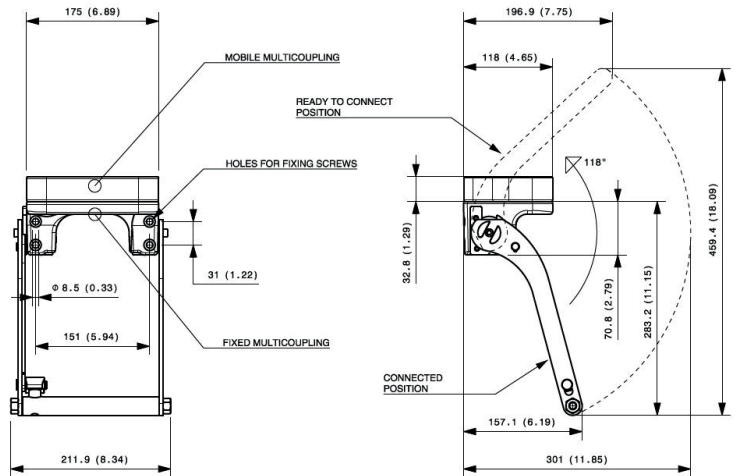 175 (6.89)
196.9 (7.75)
MOBILE MULTICOUPLING
118 (4.65)
READY TO CONNECT
POSITION
HOLES FOR FIXING SCREWS
118°
32.8 (1.29)
459.4 (18.09)
31 (1.22)
Φ 8.5 (0.33)
70.8 (2.79)
283.2 (11.15)
151 (5.94)
FIXED MULTICOUPLING
CONNECTED
POSITION
157.1 (6.19)
211.9 (8.34)
301 (11.85)